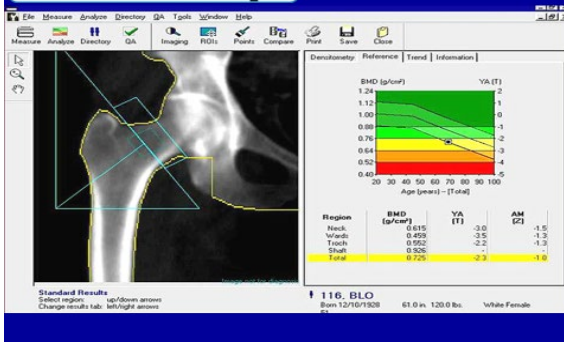 File Measure Analyze Directory QA Tools Window Help
Measure Analyze Directory QA Imaging ROIs Points Compare Print Save Close
Densitometry Reference Trend Information
BMD (g/cm²) YA (T)
1.24 2
1.12 1
1.00 0
0.88 -1
0.76 -2
0.64 -3
0.52 -4
0.40 -5
20 30 40 50 60 70 80 90 100
Age (years) - [Total]
Region BMD (g/cm²) YA (T) AM (Z)
Neck 0.615 -3.0 -1.5
Wards 0.459 -3.5 -1.3
Troch 0.552 -2.2 -1.3
Shaft 0.926 - -
Total 0.725 -2.3 -1.0
Image not for diagnosis
Standard Results
Select region: up/down arrows
Change results tab: left/right arrows
116, BLO
Born 12/10/1928 61.0 in. 120.0 lbs. White Female